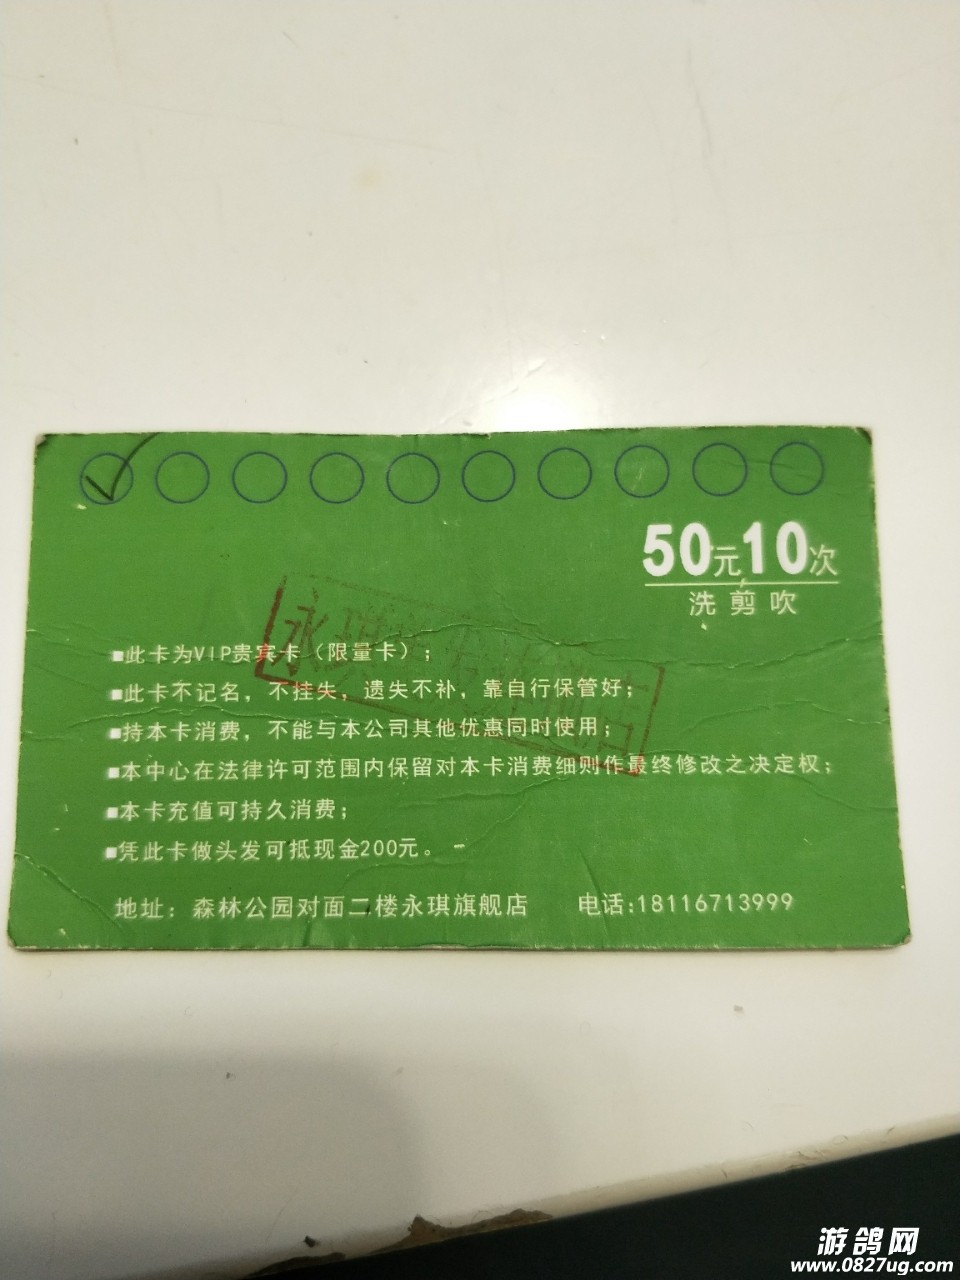 50元10次
洗剪吹
■此卡为VIP贵宾卡（限量卡）；
■此卡不记名，不挂失，遗失不补，靠自行保管好；
■持本卡消费，不能与本公司其他优惠同时使用；
■本中心在法律许可范围内保留对本卡消费细则作最终修改之决定权；
■本卡充值可持久消费；
■凭此卡做头发可抵现金200元。
地址：森林公园对面二楼永琪旗舰店 电话:18116713999
永琪
店
游鸽网
www.0827ug.com